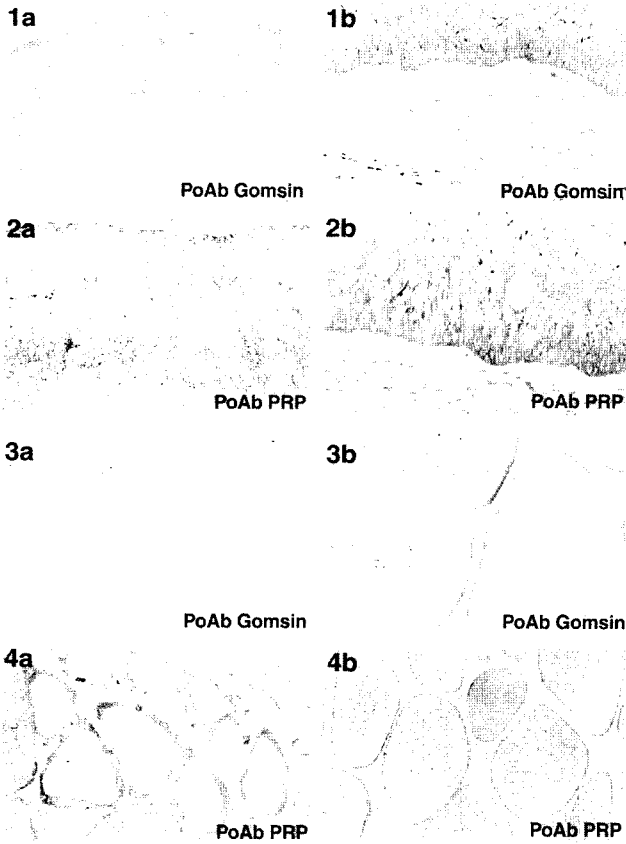 1a
1b
PoAb Gomsin
PoAb Gomsin
2a
2b
PoAb PRP
PoAb PRP
3a
3b
PoAb Gomsin
PoAb Gomsin
4a
4b
PoAb PRP
PoAb PRP